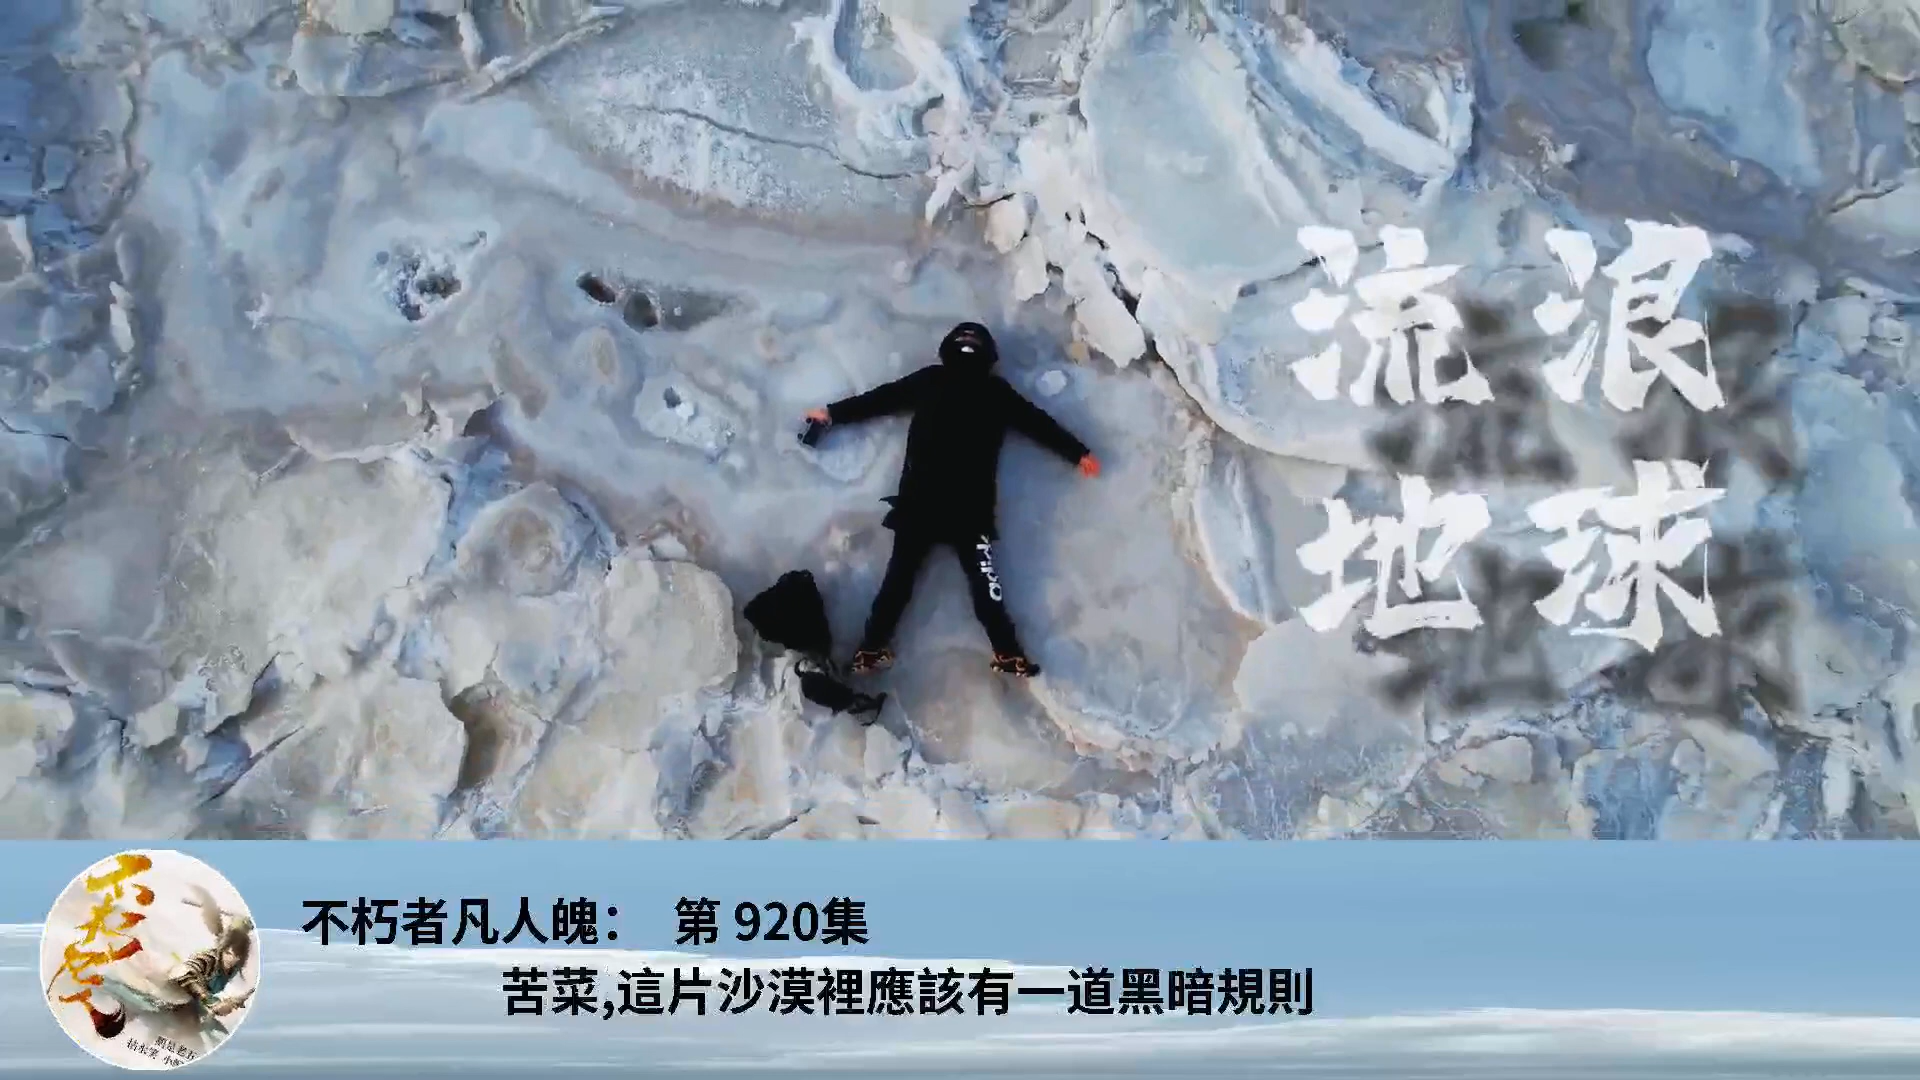 流浪
地球
不朽者凡人魄： 第 920集
苦菜,這片沙漠裡應該有一道黑暗規則